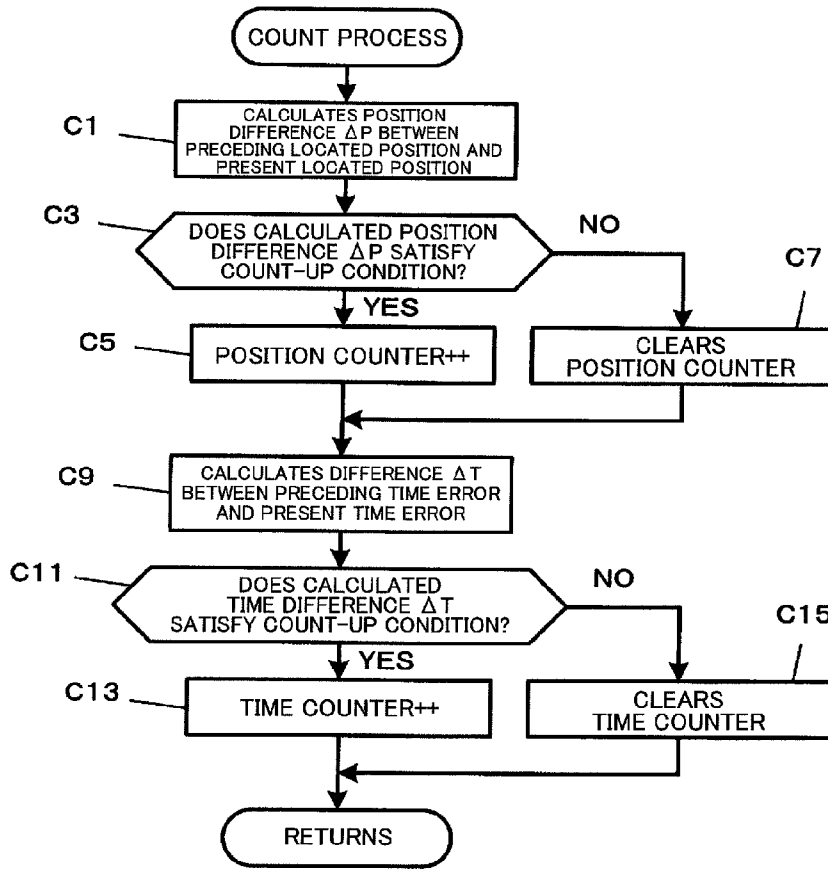 COUNT PROCESS
C1
CALCULATES POSITION
DIFFERENCE ΔP BETWEEN
PRECEDING LOCATED POSITION AND
PRESENT LOCATED POSITION
C3
DOES CALCULATED POSITION
DIFFERENCE ΔP SATISFY
COUNT-UP CONDITION?
NO
YES
C7
C5
POSITION COUNTER++
CLEARS
POSITION COUNTER
C9
CALCULATES DIFFERENCE ΔT
BETWEEN PRECEDING TIME ERROR
AND PRESENT TIME ERROR
C11
DOES CALCULATED
TIME DIFFERENCE ΔT
SATISFY COUNT-UP CONDITION?
NO
YES
C15
C13
TIME COUNTER++
CLEARS
TIME COUNTER
RETURNS